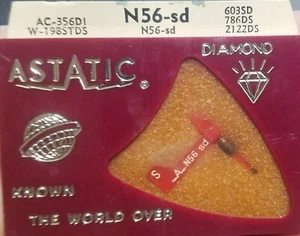 AC-356DI
W-198STDS
N56-sd
N56-sd
603SD
786DS
2122DS
ASTATIC ®
DIAMOND
S A N56 sd
KNOWN
THE WORLD OVER